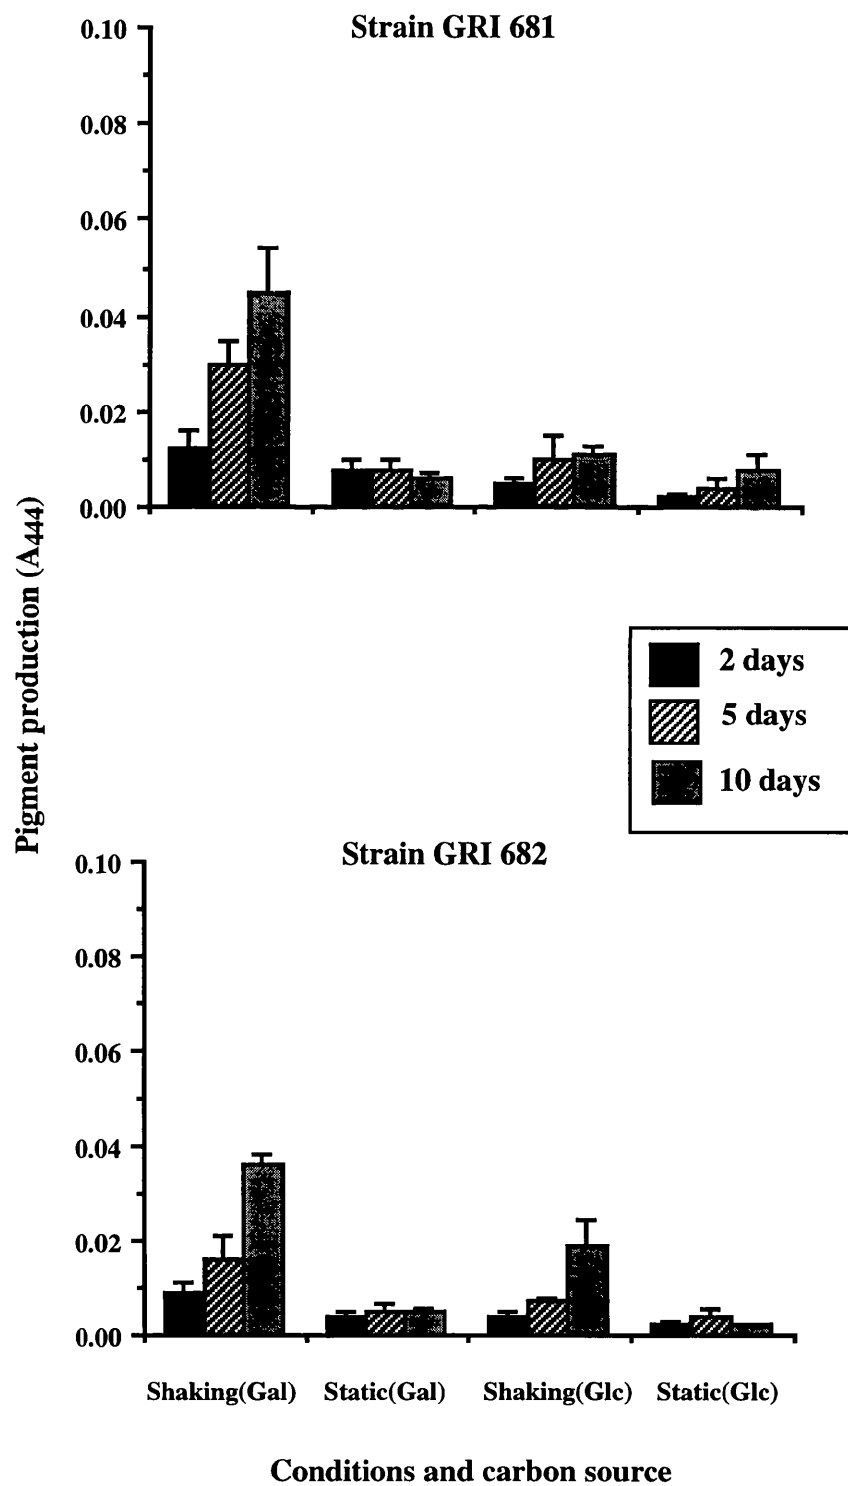 Strain GRI 681
0.10
0.08
0.06
0.04
0.02
0.00
Pigment production (A444)
2 days
5 days
10 days
Strain GRI 682
0.10
0.08
0.06
0.04
0.02
0.00
Shaking(Gal) Static(Gal) Shaking(Glc) Static(Glc)
Conditions and carbon source